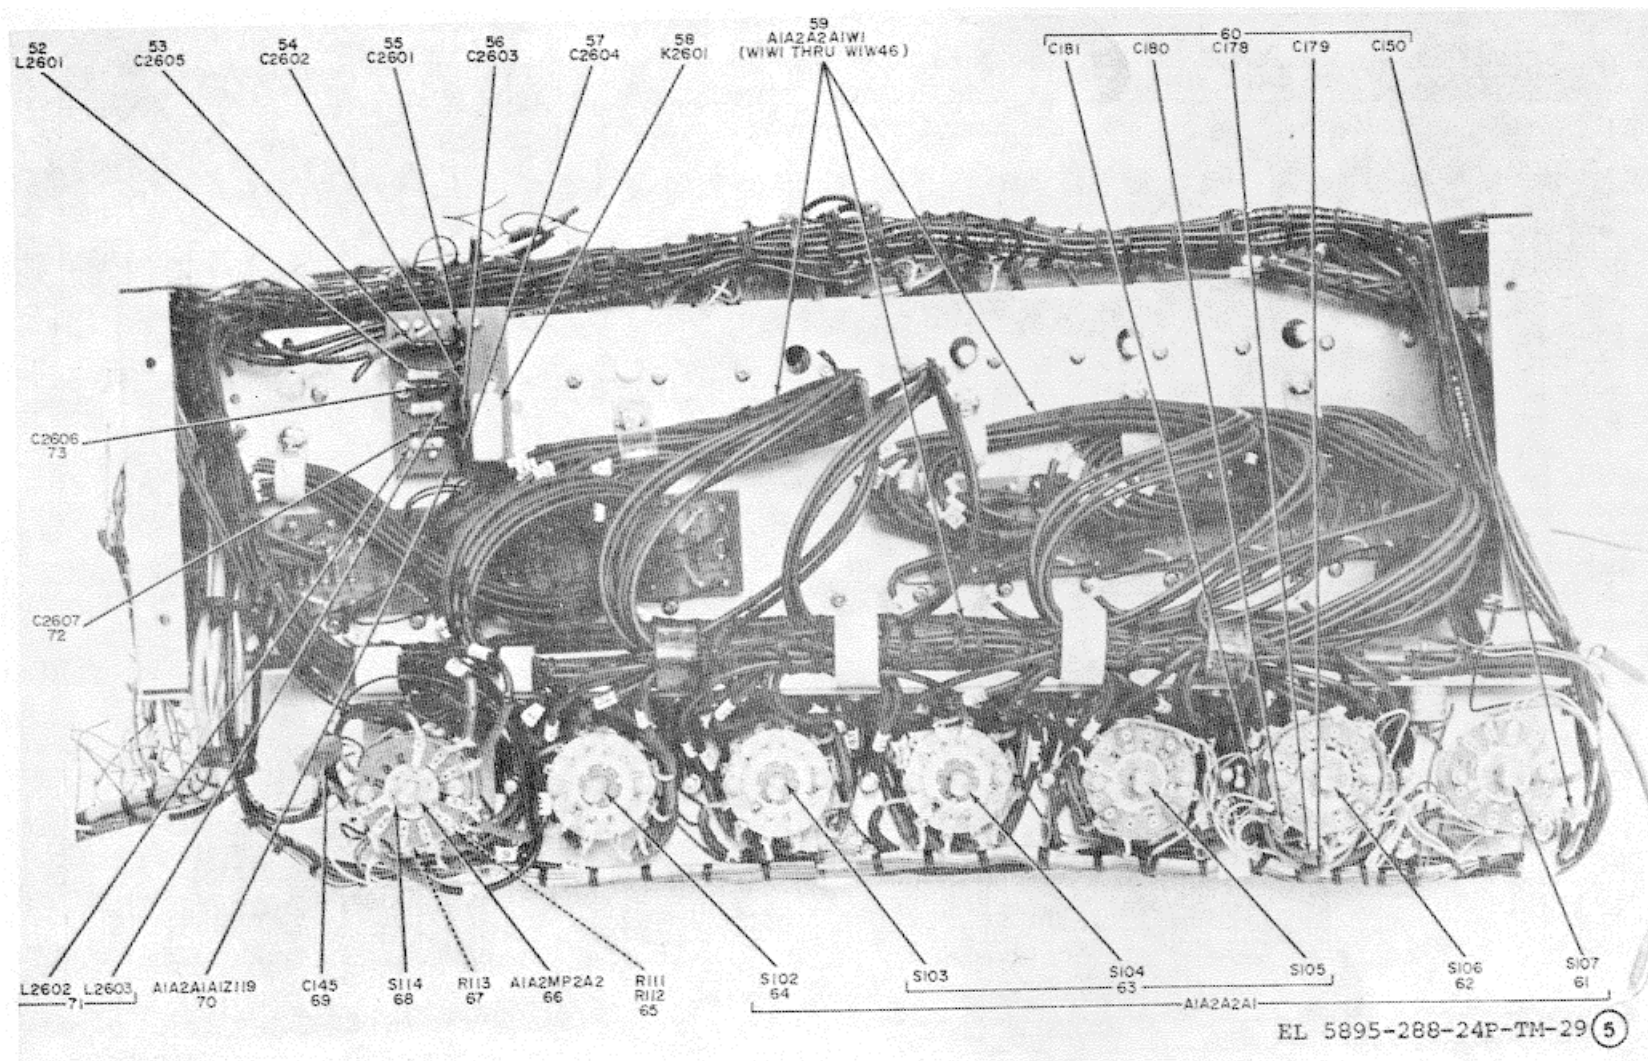 52
L2601
53
C2605
54
C2602
55
C2601
56
C2603
57
C2604
58
K2601
59
A1A2A2A1W1
(W1W1 THRU W1W46)
60
C181
C180
C178
C179
C150
C2606
73
C2607
72
L2602 L2603
71
A1A2A1A1Z119
70
C145
69
S114
68
R113
67
A1A2MP2A2
66
R111
R112
65
S102
64
S103
S104
S105
63
S106
62
S107
61
A1A2A2A1
EL 5895-288-24P-TM-29 5